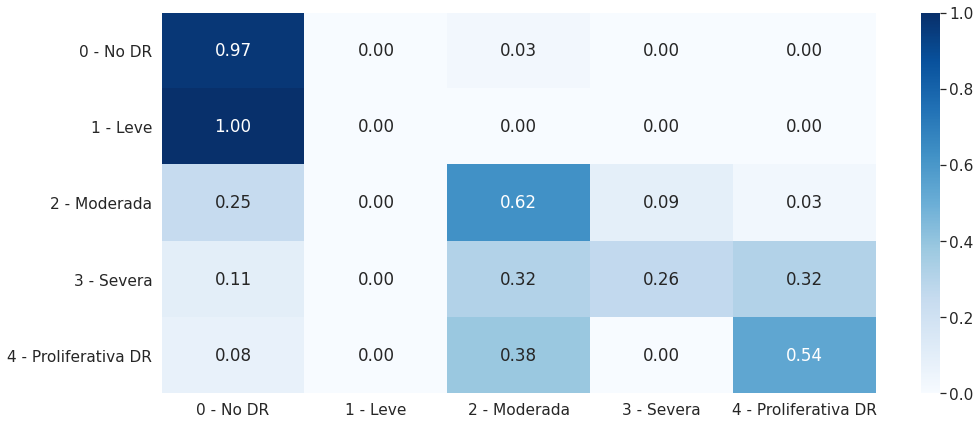 0 - No DR 0.97 0.00 0.03 0.00 0.00
1 - Leve 1.00 0.00 0.00 0.00 0.00
2 - Moderada 0.25 0.00 0.62 0.09 0.03
3 - Severa 0.11 0.00 0.32 0.26 0.32
4 - Proliferativa DR 0.08 0.00 0.38 0.00 0.54
0 - No DR 1 - Leve 2 - Moderada 3 - Severa 4 - Proliferativa DR
1.0
0.8
0.6
0.4
0.2
0.0